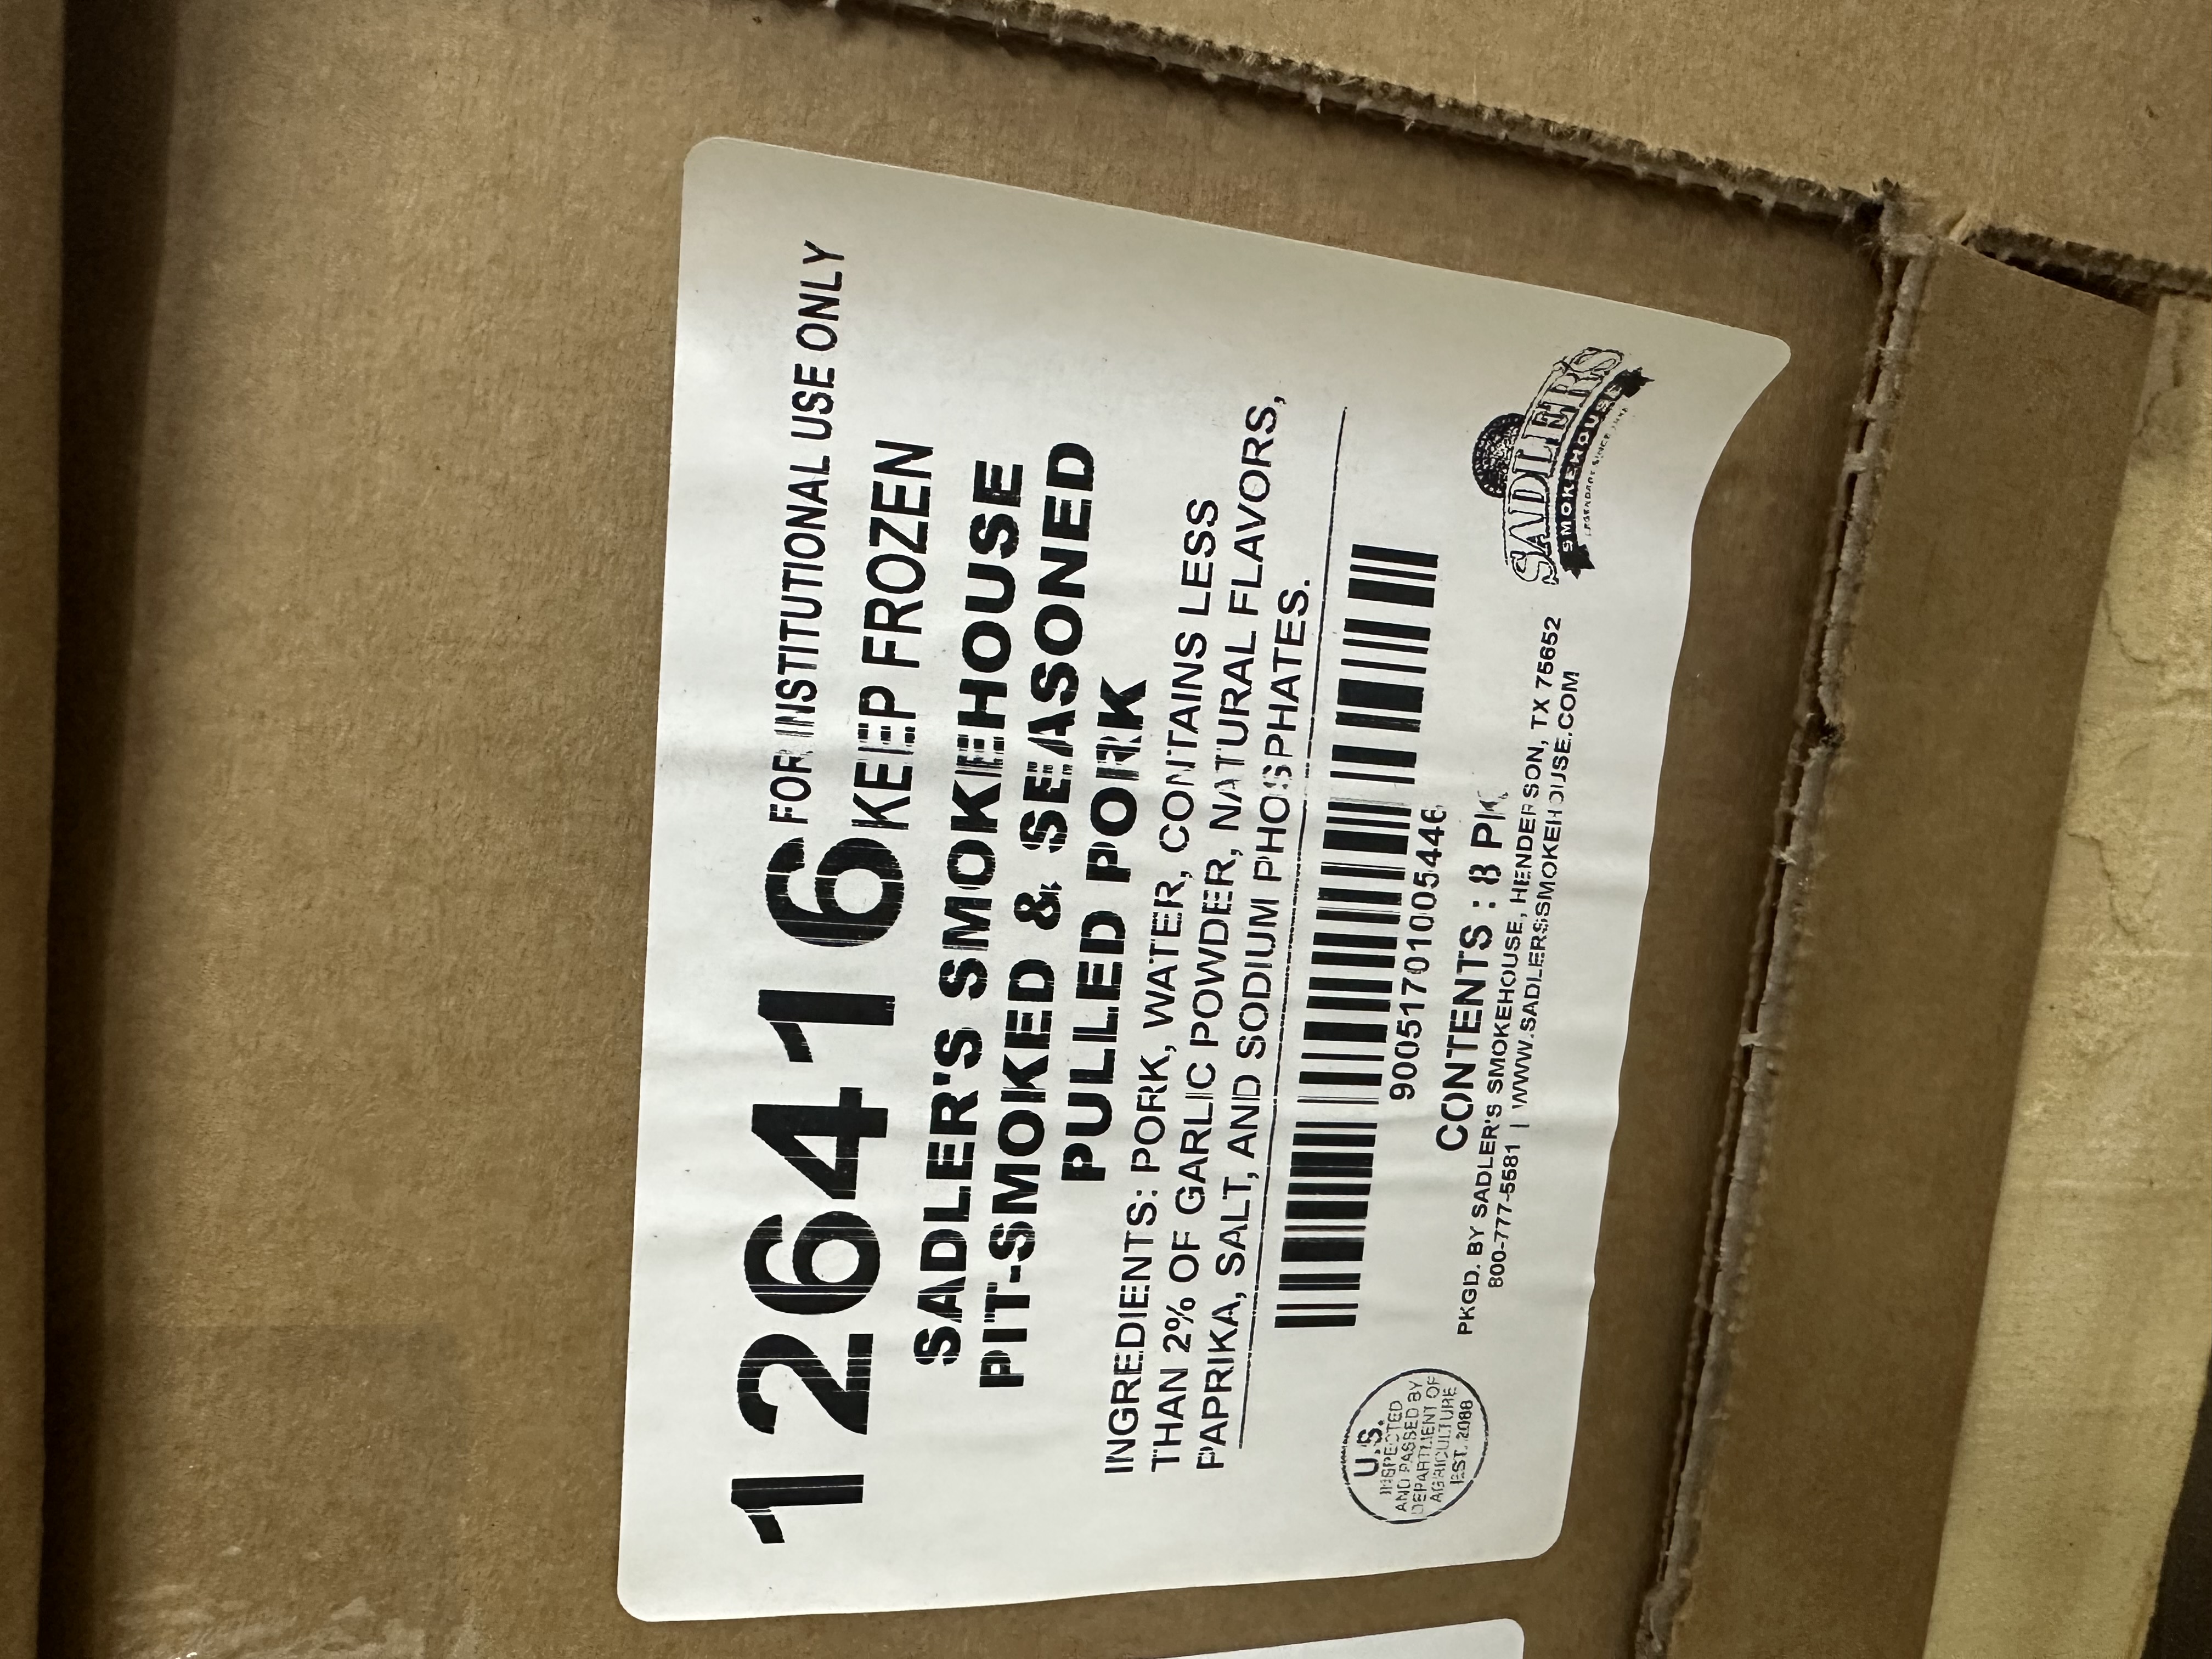 126416
FOR INSTITUTIONAL USE ONLY
KEEP FROZEN
SADLER'S SMOKEHOUSE
PIT-SMOKED & SEASONED
PULLED PORK
INGREDIENTS: PORK, WATER, CONTAINS LESS
THAN 2% OF GARLIC POWDER, NATURAL FLAVORS,
PAPRIKA, SALT, AND SODIUM PHOSPHATES.
90051701005446
CONTENTS : 8 PK
PKGD. BY SADLER'S SMOKEHOUSE, HENDERSON, TX 75652
800-777-5581 | WWW.SADLERSSMOKEHOUSE.COM
U.S.
INSPECTED
AND PASSED BY
DEPARTMENT OF
AGRICULTURE
EST. 2088
SADLER'S
SMOKEHOUSE